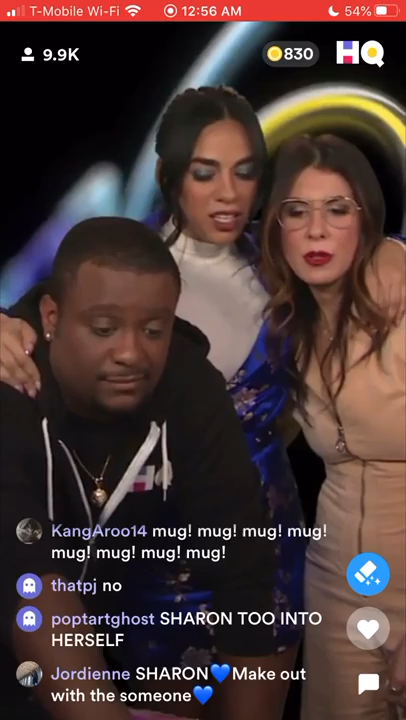 T-Mobile Wi-Fi 12:56 AM 54%
9.9K 830 HQ
KangAroo14 mug! mug! mug! mug!
mug! mug! mug! mug!
thatpj no
poptartghost SHARON TOO INTO
HERSELF
Jordienne SHARON💙Make out
with the someone💙